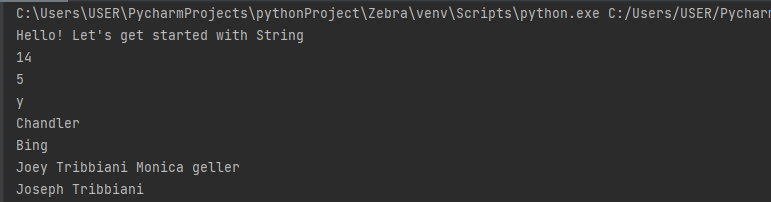 C:\Users\USER\PycharmProjects\pythonProject\Zebra\venv\Scripts\python.exe C:/Users/USER/Pycharm
Hello! Let's get started with String
14
5
y
Chandler
Bing
Joey Tribbiani Monica geller
Joseph Tribbiani